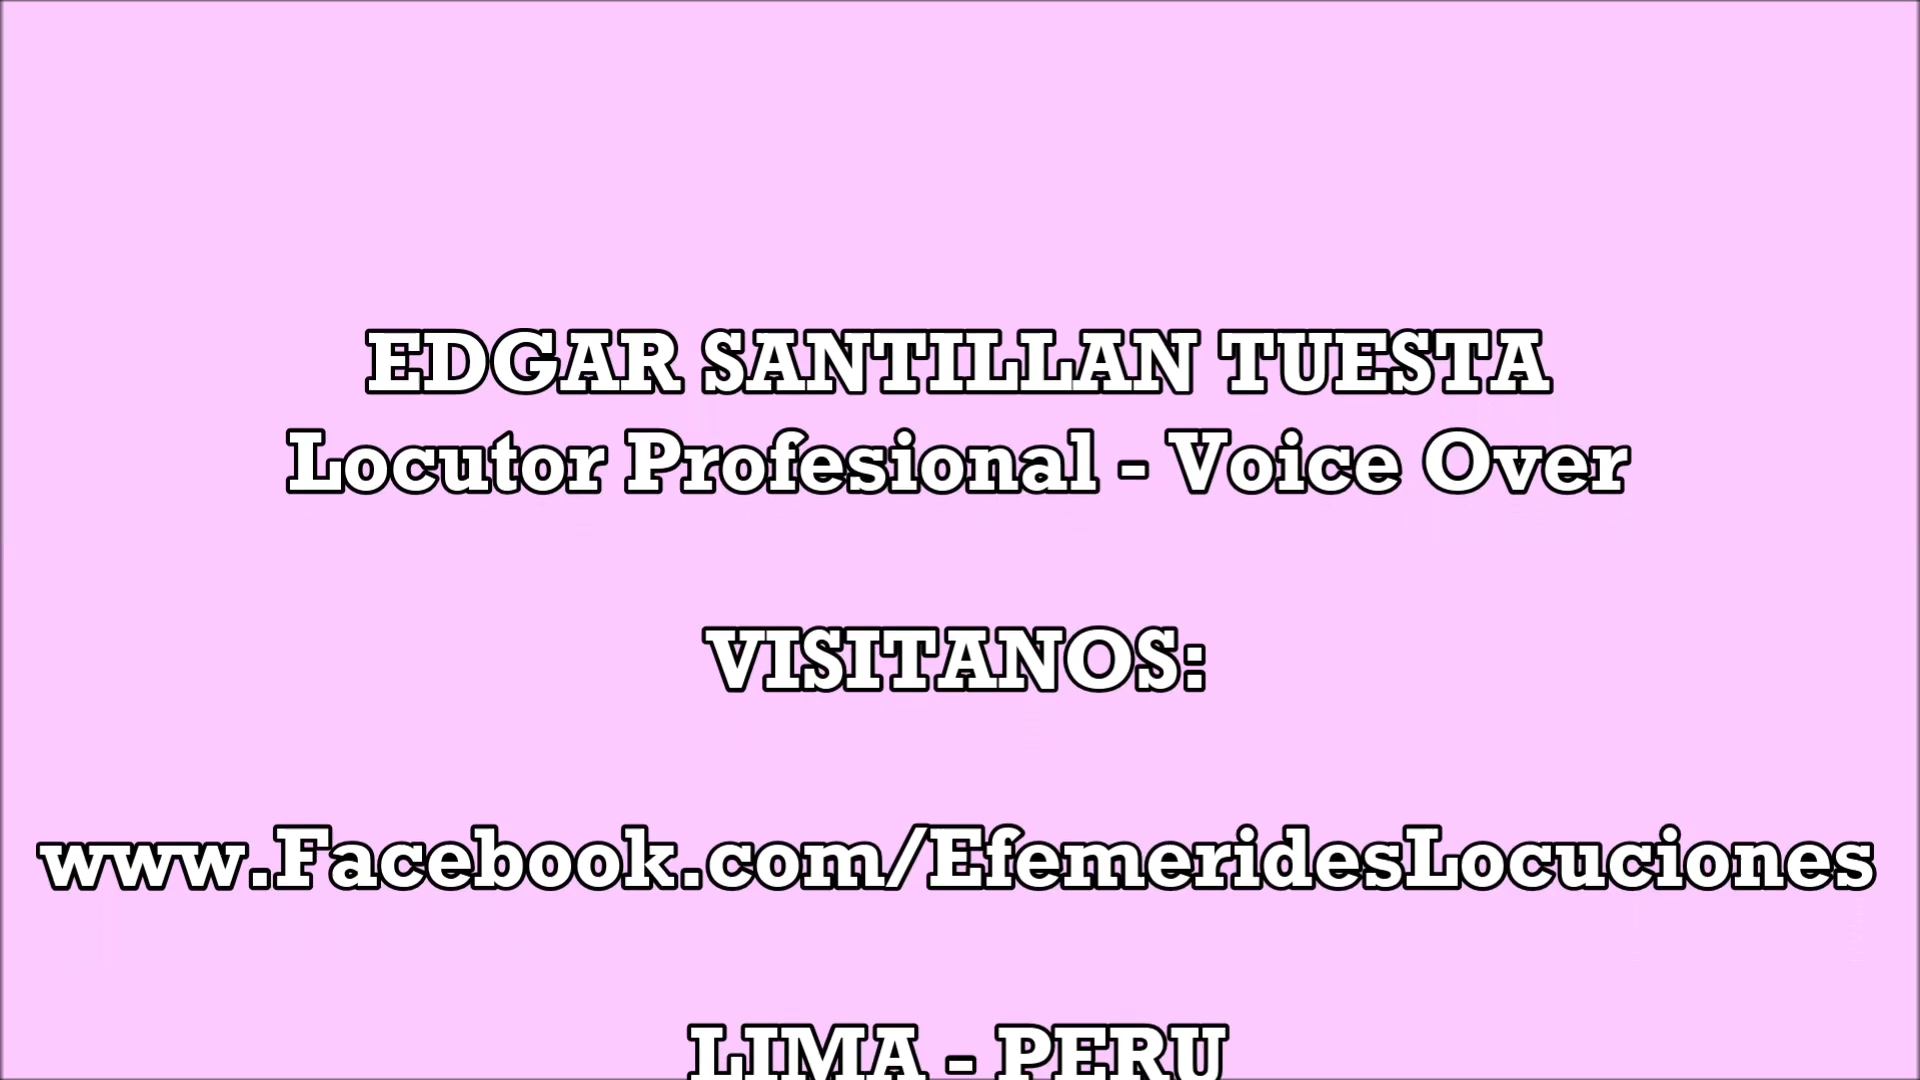 EDGAR SANTILLAN TUESTA
Locutor Profesional - Voice Over
VISITANOS:
www.Facebook.com/EfemeridesLocuciones
LIMA - PERU